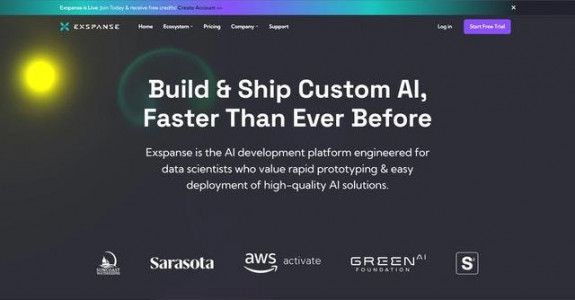 Exspanse is Live: Join Today & receive free credits! Create Account —
EXSPANSE Home Ecosystem Pricing Company Support Log in Start Free Trial
Build & Ship Custom AI,
Faster Than Ever Before
Exspanse is the AI development platform engineered for
data scientists who value rapid prototyping & easy
deployment of high-quality AI solutions.
Sarasota aws activate GREEN AI
FOUNDATION
S